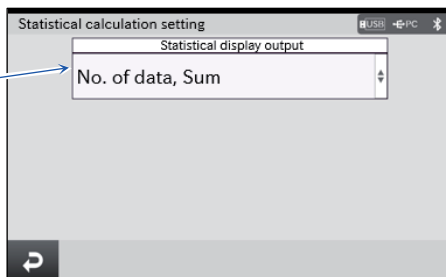 Statistical calculation setting
USB PC
Statistical display output
No. of data, Sum